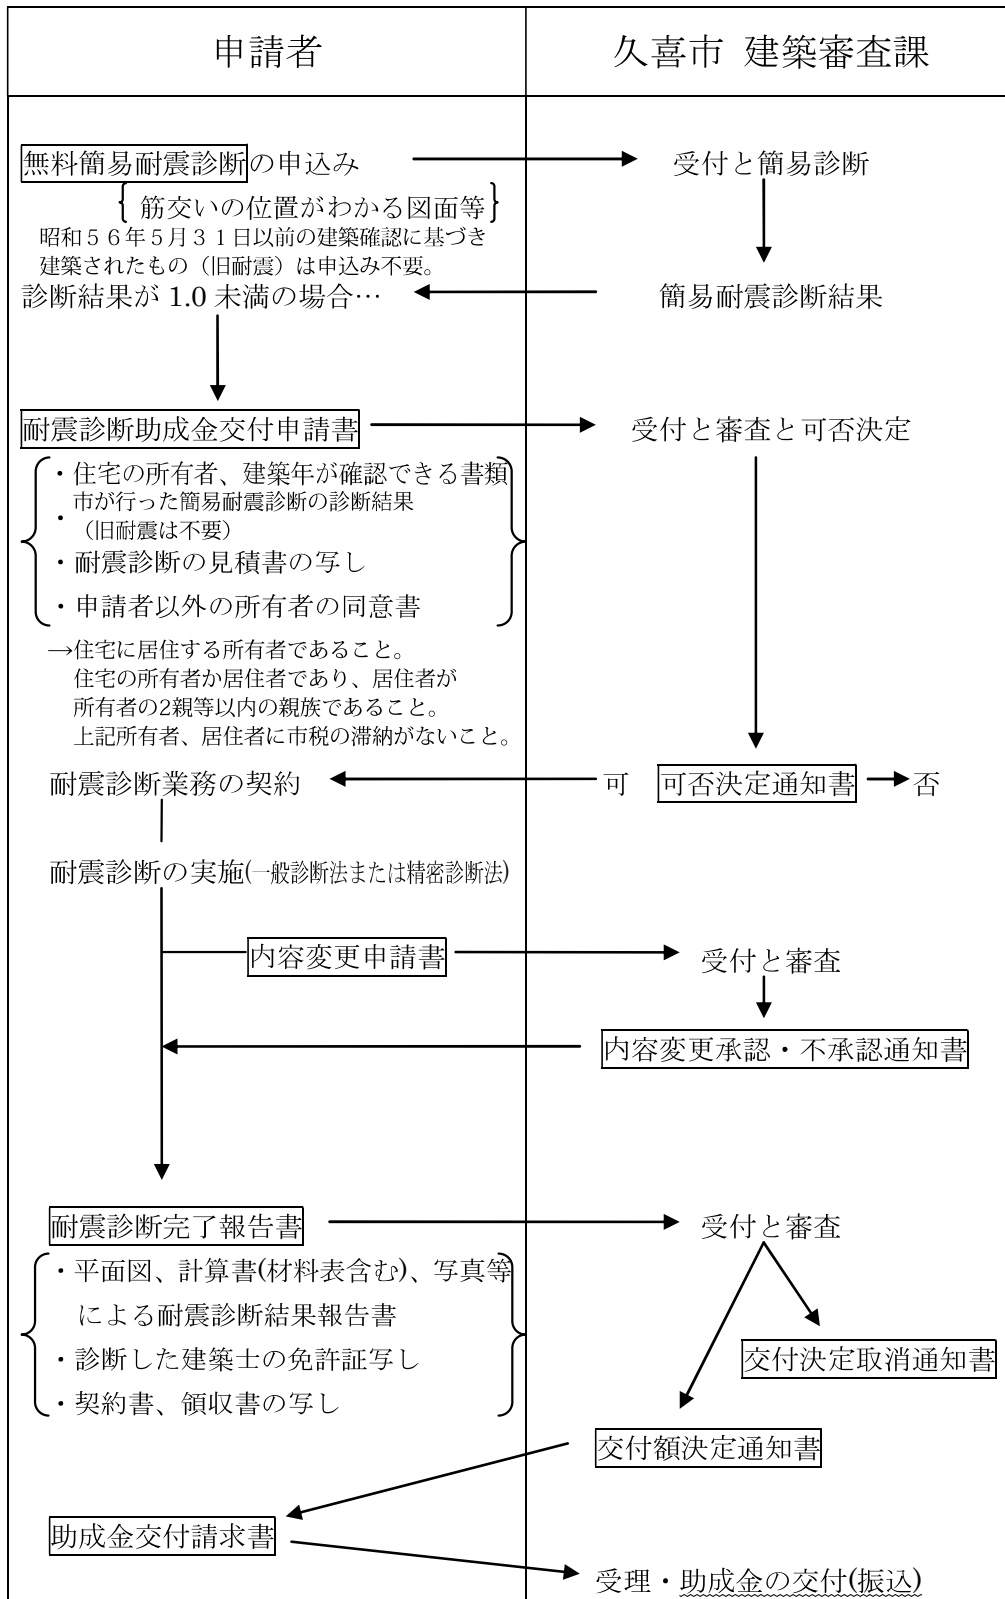 申請者
久喜市 建築審査課
無料簡易耐震診断の申込み
受付と簡易診断
筋交いの位置がわかる図面等
昭和５６年５月３１日以前の建築確認に基づき
建築されたもの（旧耐震）は申込み不要。
診断結果が 1.0 未満の場合…
簡易耐震診断結果
耐震診断助成金交付申請書
受付と審査と可否決定
・住宅の所有者、建築年が確認できる書類
・市が行った簡易耐震診断の診断結果
（旧耐震は不要）
・耐震診断の見積書の写し
・申請者以外の所有者の同意書
→住宅に居住する所有者であること。
住宅の所有者か居住者であり、居住者が
所有者の2親等以内の親族であること。
上記所有者、居住者に市税の滞納がないこと。
耐震診断業務の契約
可
可否決定通知書
否
耐震診断の実施(一般診断法または精密診断法)
内容変更申請書
受付と審査
内容変更承認・不承認通知書
耐震診断完了報告書
受付と審査
・平面図、計算書(材料表含む)、写真等
による耐震診断結果報告書
・診断した建築士の免許証写し
・契約書、領収書の写し
交付決定取消通知書
交付額決定通知書
助成金交付請求書
受理・助成金の交付(振込)